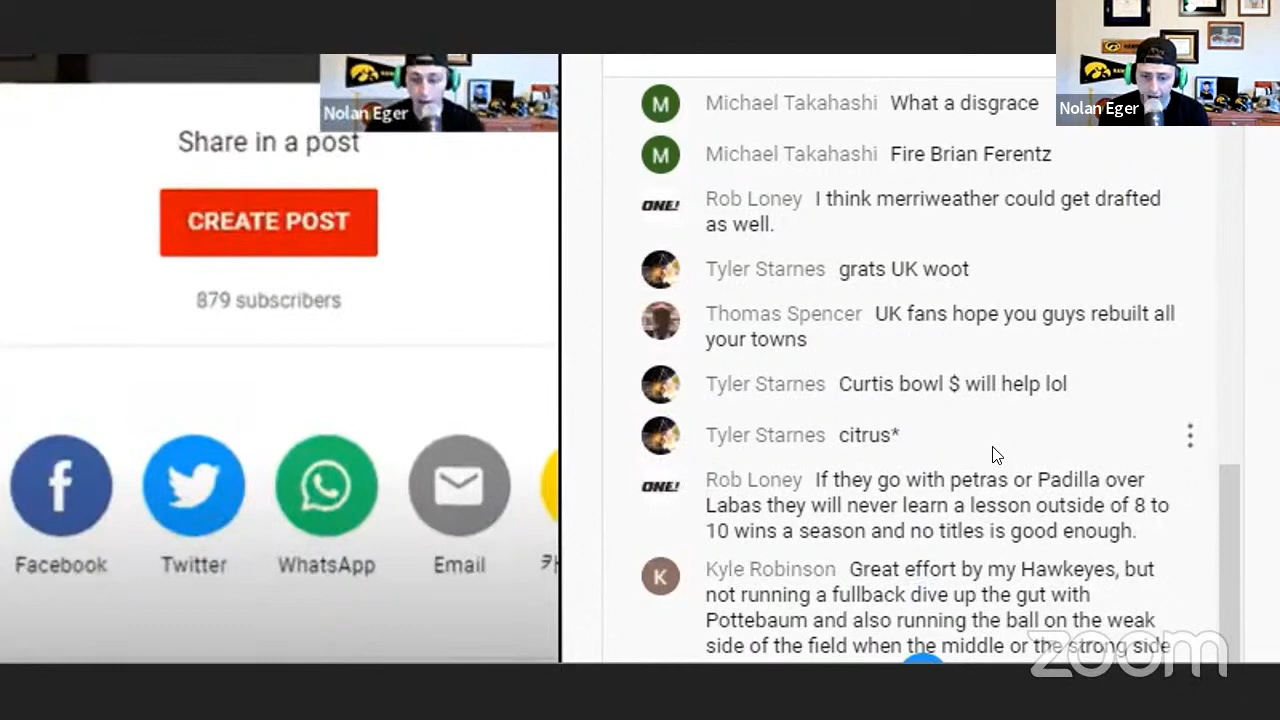 Nolan Eger
Nolan Eger
Share in a post
CREATE POST
879 subscribers
Facebook
Twitter
WhatsApp
Email
M
Michael Takahashi What a disgrace
M
Michael Takahashi Fire Brian Ferentz
ONE!
Rob Loney I think merriweather could get drafted
as well.
Tyler Starnes grats UK woot
Thomas Spencer UK fans hope you guys rebuilt all
your towns
Tyler Starnes Curtis bowl $ will help lol
Tyler Starnes citrus*
ONE!
Rob Loney If they go with petras or Padilla over
Labas they will never learn a lesson outside of 8 to
10 wins a season and no titles is good enough.
K
Kyle Robinson Great effort by my Hawkeyes, but
not running a fullback dive up the gut with
Pottebaum and also running the ball on the weak
side of the field when the middle or the strong side
zoom